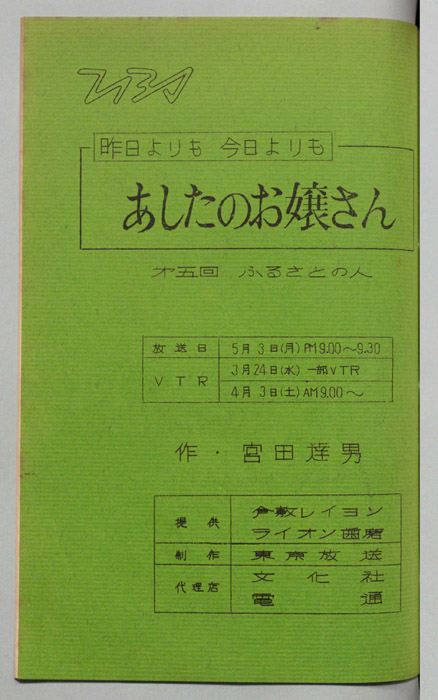 TBS
昨日よりも 今日よりも
あしたのお嬢さん
才五回 ふるさとの人
放送日 5月3日(月)PM9.00〜9.30
VTR 3月24日(水) 一部VTR
4月3日(土)AM9.00〜
作・宮田達男
提供 倉敷レイヨン
ライオン歯磨
制作 東京放送
代理店 文化社
電通